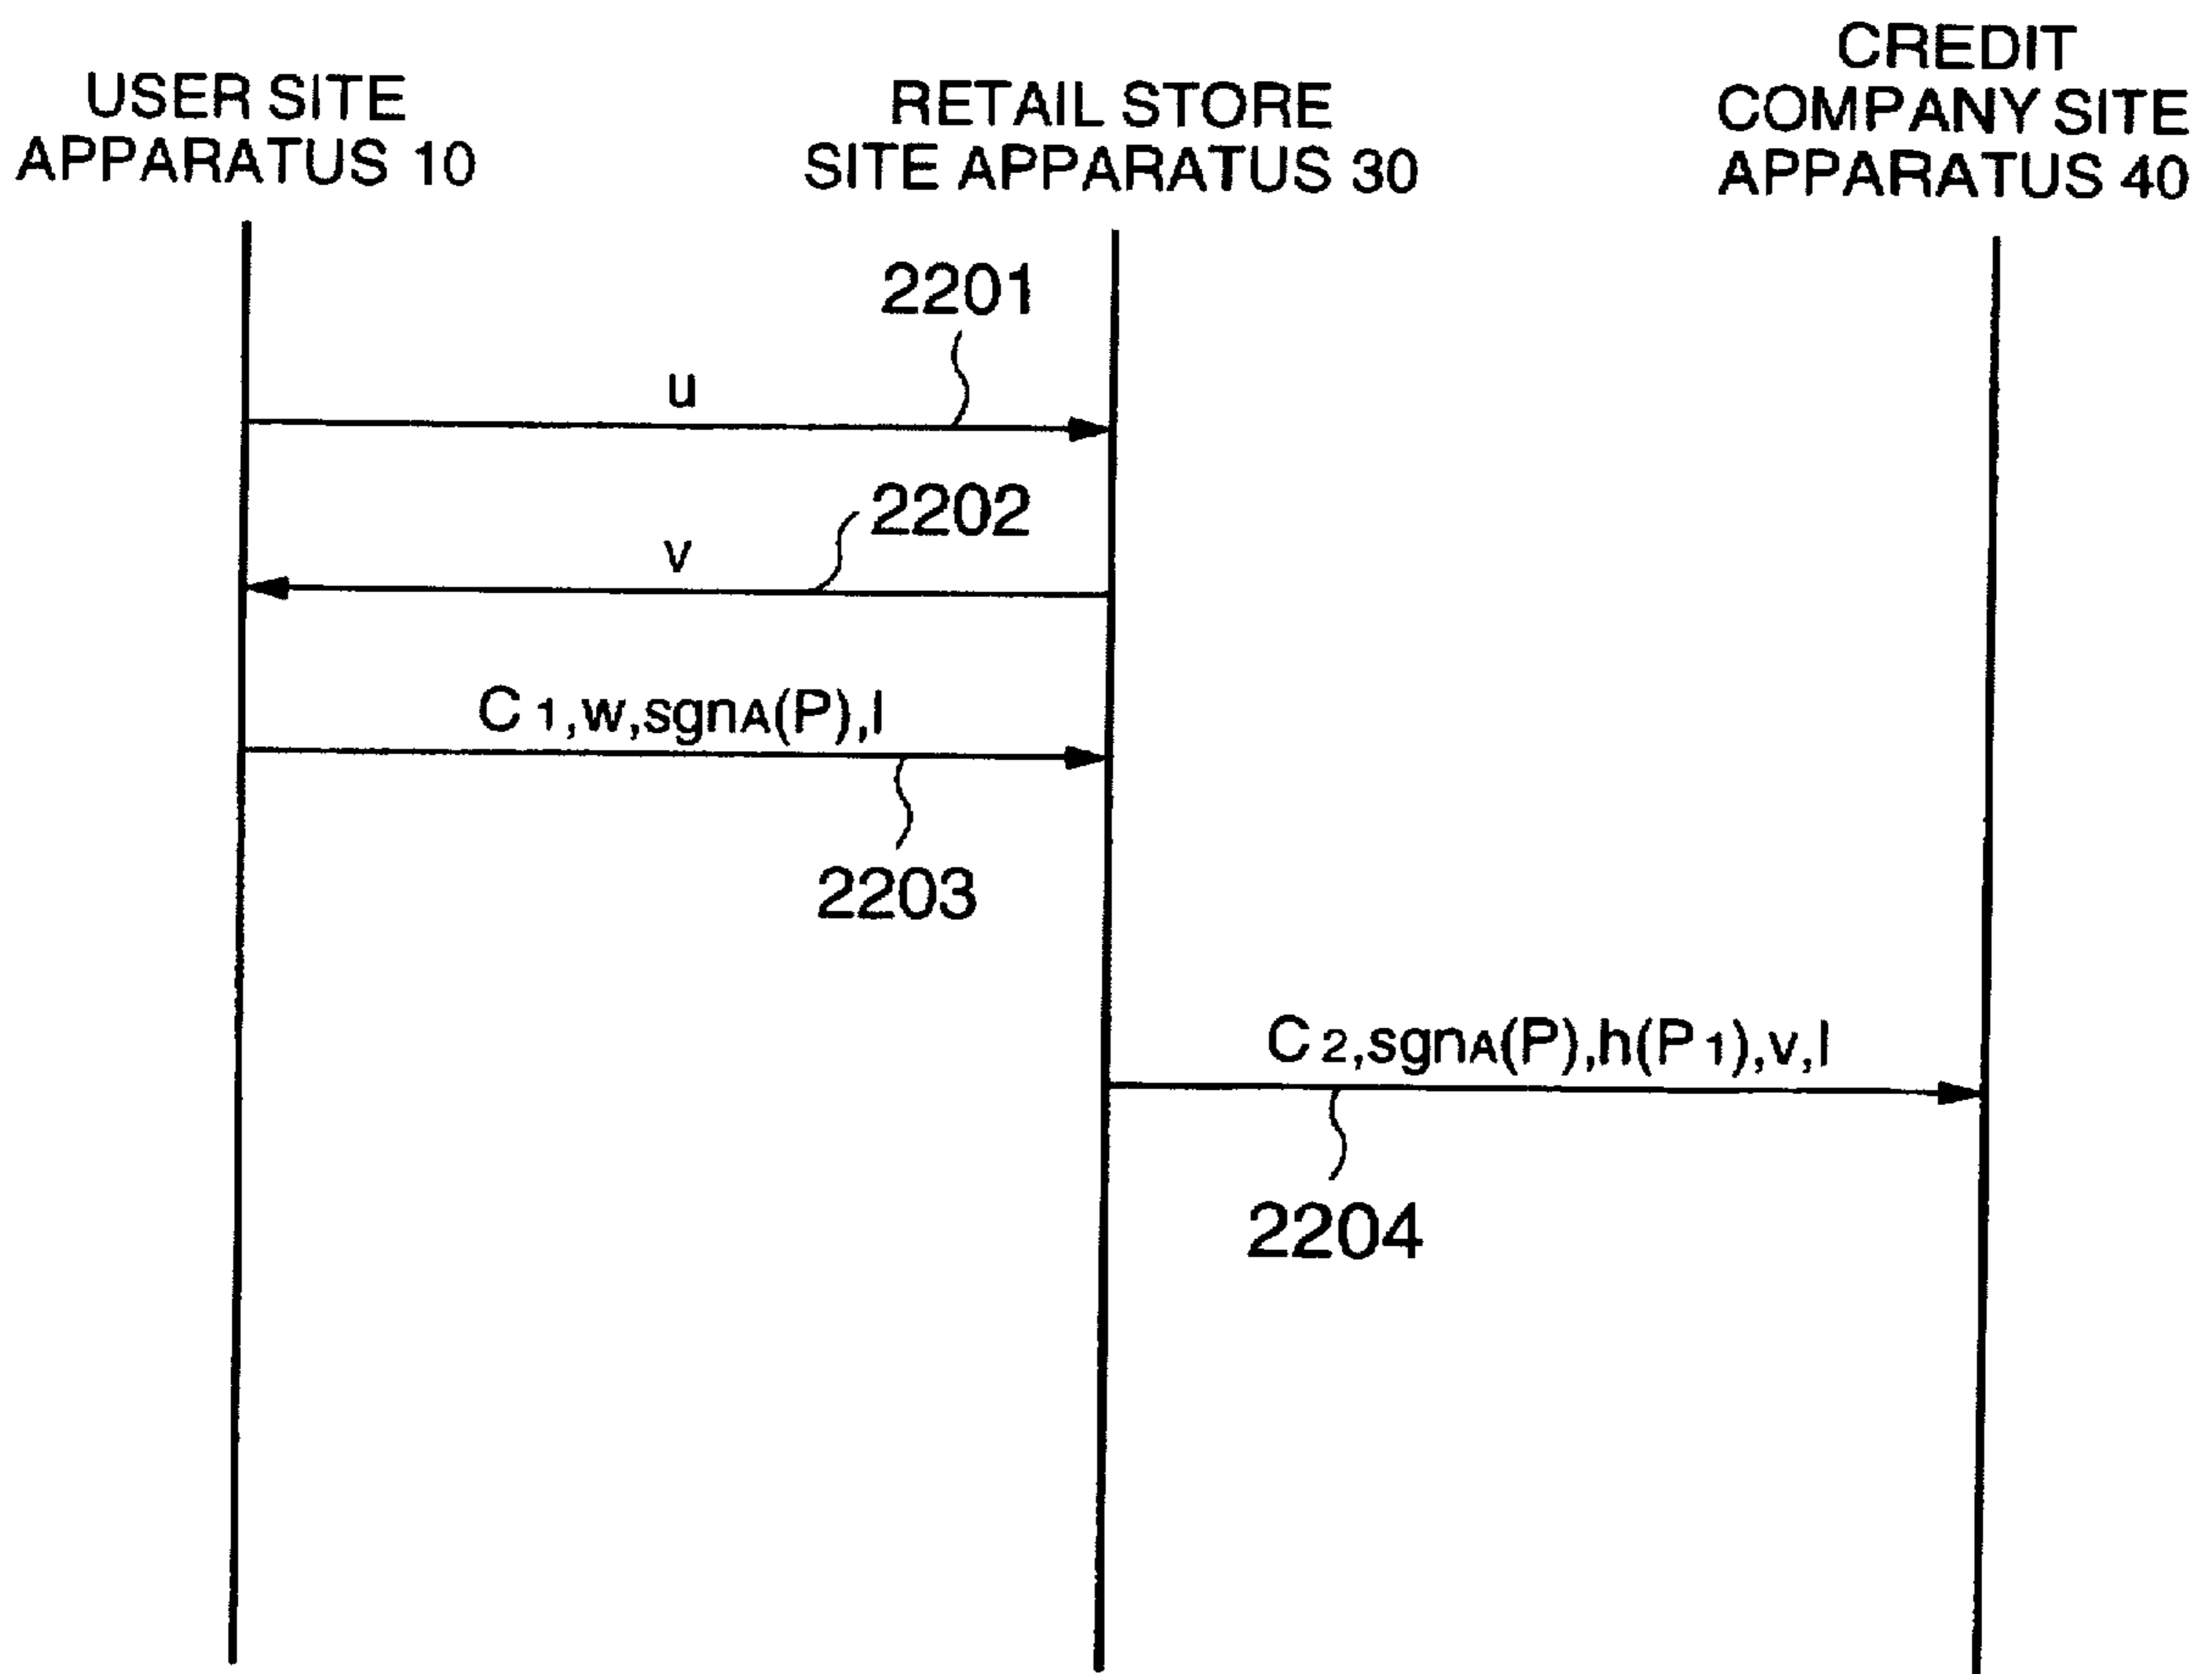 USER SITE
APPARATUS 10
RETAIL STORE
SITE APPARATUS 30
CREDIT
COMPANY SITE
APPARATUS 40
2201
u
2202
v
C1,w,sgnA(P),I
2203
C2,sgnA(P),h(P1),v,I
2204